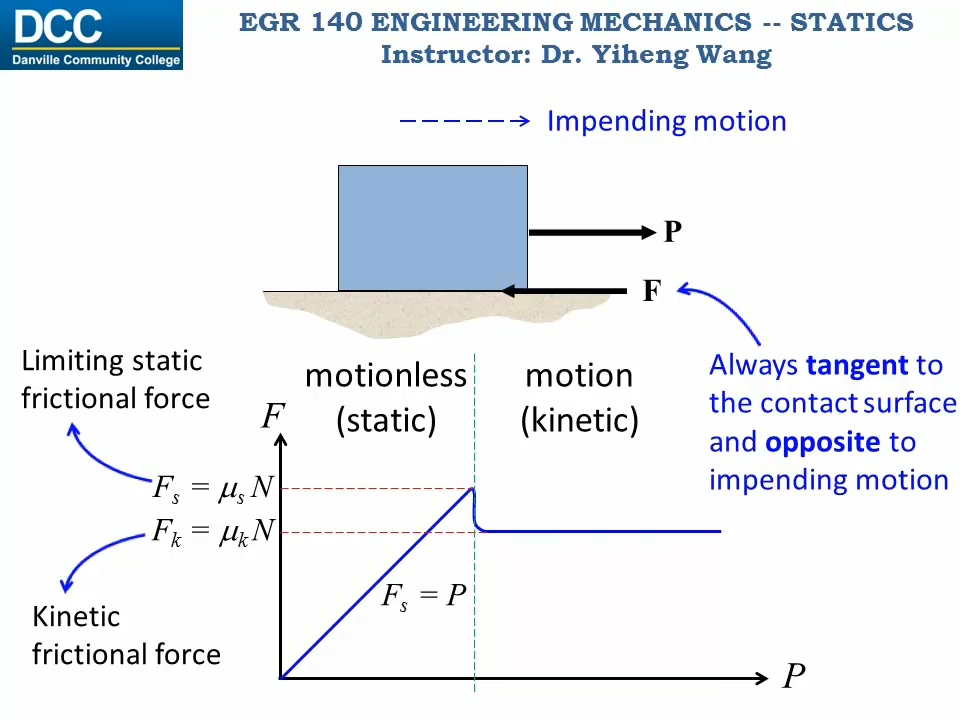 DCC
Danville Community College
EGR 140 ENGINEERING MECHANICS -- STATICS
Instructor: Dr. Yiheng Wang
Impending motion
P
F
Always tangent to
the contact surface
and opposite to
impending motion
Limiting static
frictional force
motionless
(static)
motion
(kinetic)
F
Fs = μs N
Fk = μk N
Fs = P
Kinetic
frictional force
P